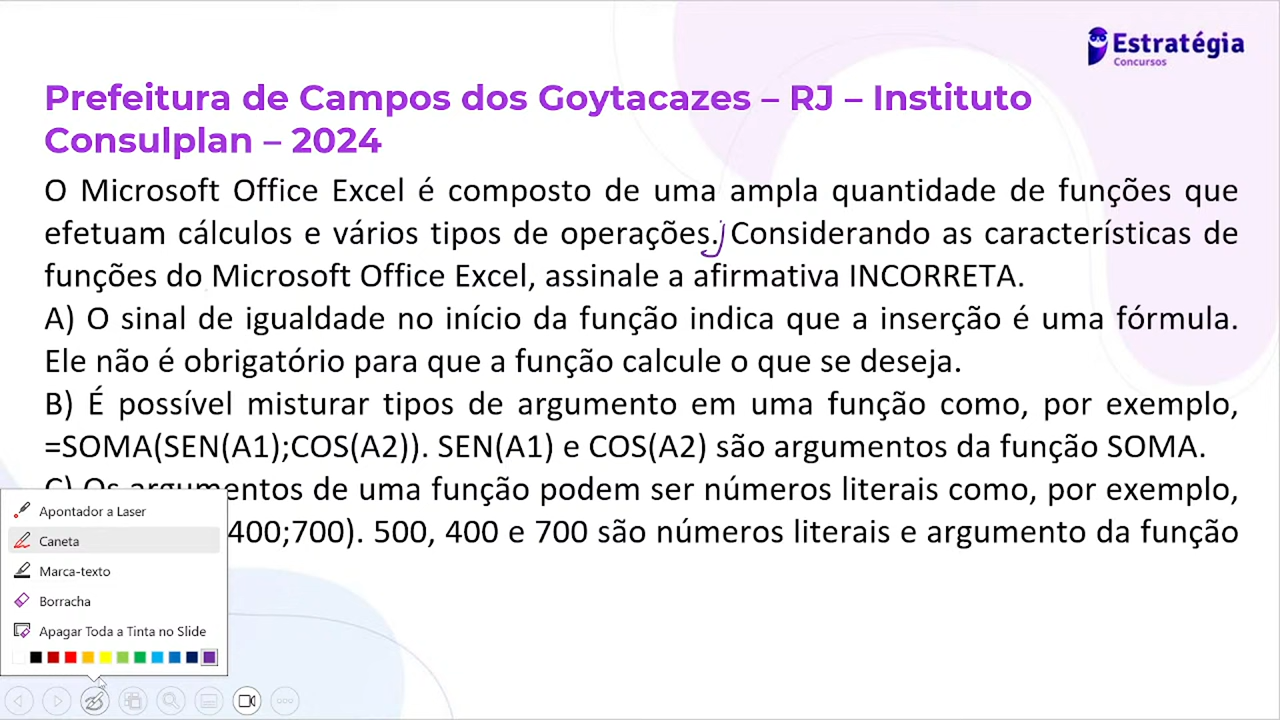 Estratégia
Concursos
Prefeitura de Campos dos Goytacazes – RJ – Instituto
Consulplan – 2024
O Microsoft Office Excel é composto de uma ampla quantidade de funções que
efetuam cálculos e vários tipos de operações. Considerando as características de
funções do Microsoft Office Excel, assinale a afirmativa INCORRETA.
A) O sinal de igualdade no início da função indica que a inserção é uma fórmula.
Ele não é obrigatório para que a função calcule o que se deseja.
B) É possível misturar tipos de argumento em uma função como, por exemplo,
=SOMA(SEN(A1);COS(A2)). SEN(A1) e COS(A2) são argumentos da função SOMA.
C) Os argumentos de uma função podem ser números literais como, por exemplo,
400;700). 500, 400 e 700 são números literais e argumento da função
Apontador a Laser
Caneta
Marca-texto
Borracha
Apagar Toda a Tinta no Slide